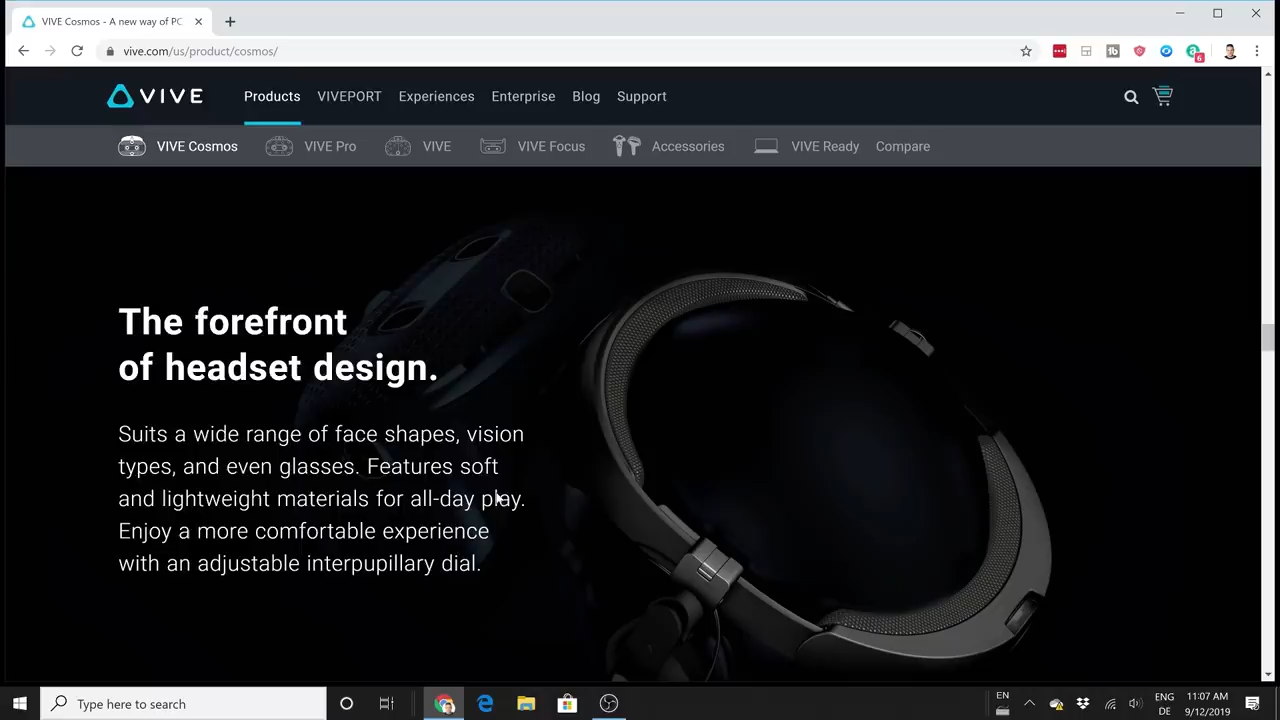 VIVE Cosmos - A new way of PC
vive.com/us/product/cosmos/
6
VIVE
Products VIVEPORT Experiences Enterprise Blog Support
VIVE Cosmos VIVE Pro VIVE VIVE Focus Accessories VIVE Ready Compare
The forefront
of headset design.
Suits a wide range of face shapes, vision
types, and even glasses. Features soft
and lightweight materials for all-day play.
Enjoy a more comfortable experience
with an adjustable interpupillary dial.
Type here to search
EN
ENG
DE
11:07 AM
9/12/2019